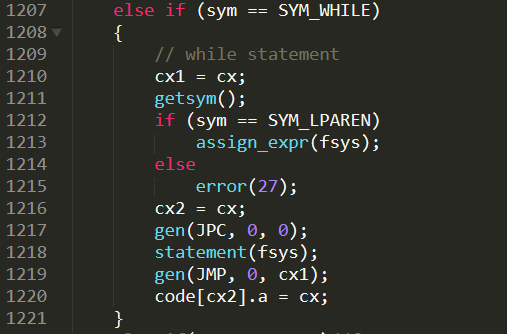 1207 else if (sym == SYM_WHILE)
1208 {
1209 // while statement
1210 cx1 = cx;
1211 getsym();
1212 if (sym == SYM_LPAREN)
1213 assign_expr(fsys);
1214 else
1215 error(27);
1216 cx2 = cx;
1217 gen(JPC, 0, 0);
1218 statement(fsys);
1219 gen(JMP, 0, cx1);
1220 code[cx2].a = cx;
1221 }